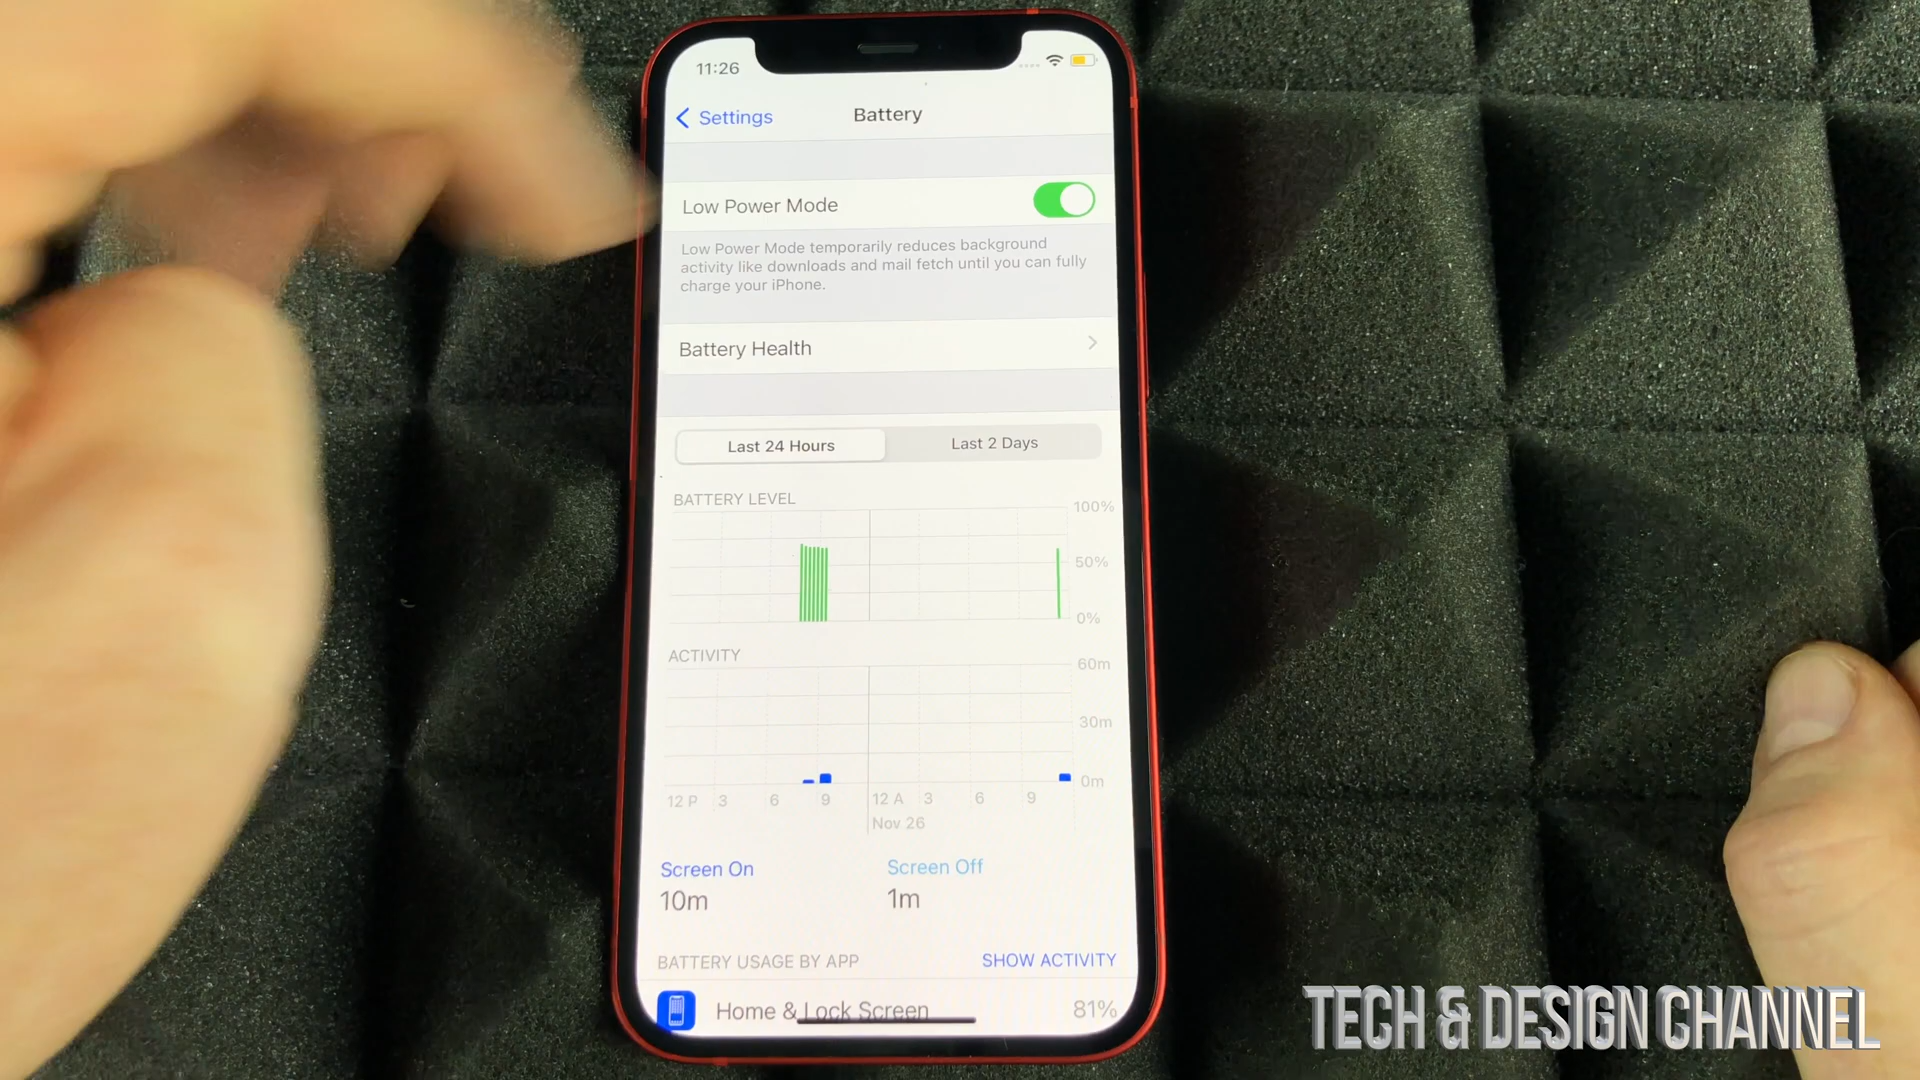 11:26
Settings
Battery
Low Power Mode
Low Power Mode temporarily reduces background
activity like downloads and mail fetch until you can fully
charge your iPhone.
Battery Health
Last 24 Hours
Last 2 Days
BATTERY LEVEL
100%
50%
0%
ACTIVITY
60m
30m
0m
12 P 3 6 9 12 A 3 6 9
Nov 26
Screen On
Screen Off
10m
1m
BATTERY USAGE BY APP
SHOW ACTIVITY
Home & Lock Screen
81%
TECH & DESIGN CHANNEL